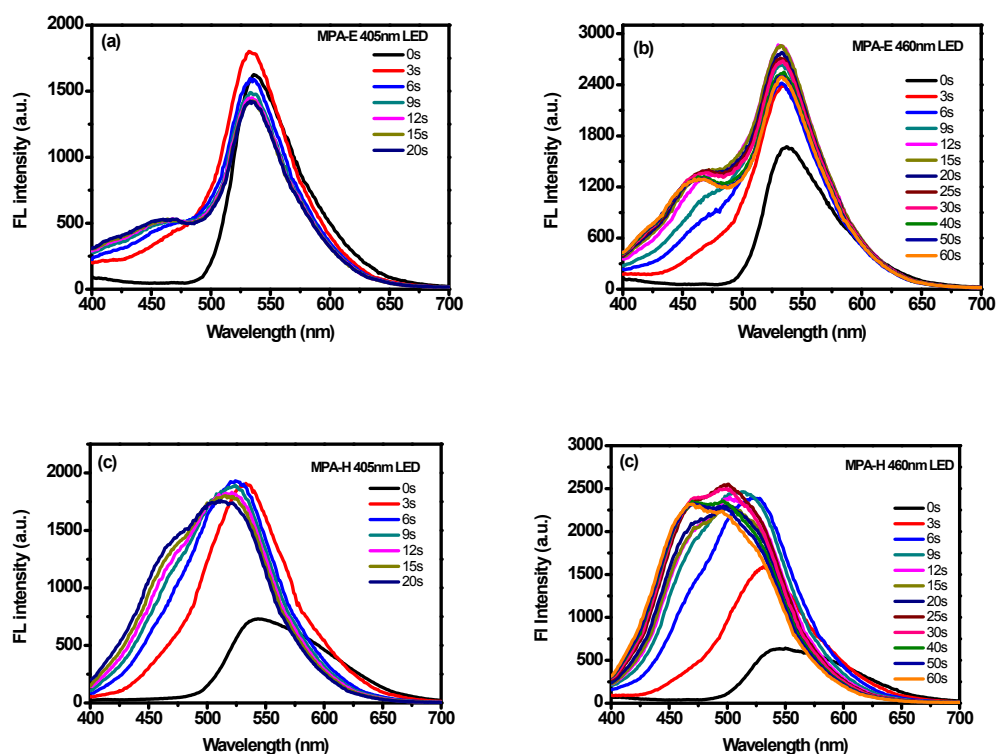 (a)
MPA-E 405nm LED
0s
3s
6s
9s
12s
15s
20s
2000
1500
1000
500
0
FL intensity (a.u.)
400 450 500 550 600 650 700
Wavelength (nm)
(b)
MPA-E 460nm LED
0s
3s
6s
9s
12s
15s
20s
25s
30s
40s
50s
60s
3000
2400
1800
1200
600
0
FL Intensity (a.u.)
400 450 500 550 600 650 700
Wavelength (nm)
(c)
MPA-H 405nm LED
0s
3s
6s
9s
12s
15s
20s
2000
1500
1000
500
0
FL intensity (a.u.)
400 450 500 550 600 650 700
Wavelength (nm)
(c)
MPA-H 460nm LED
0s
3s
6s
9s
12s
15s
20s
25s
30s
40s
50s
60s
3000
2500
2000
1500
1000
500
0
Fl Intensity (a.u.)
400 450 500 550 600 650 700
Wavelength (nm)